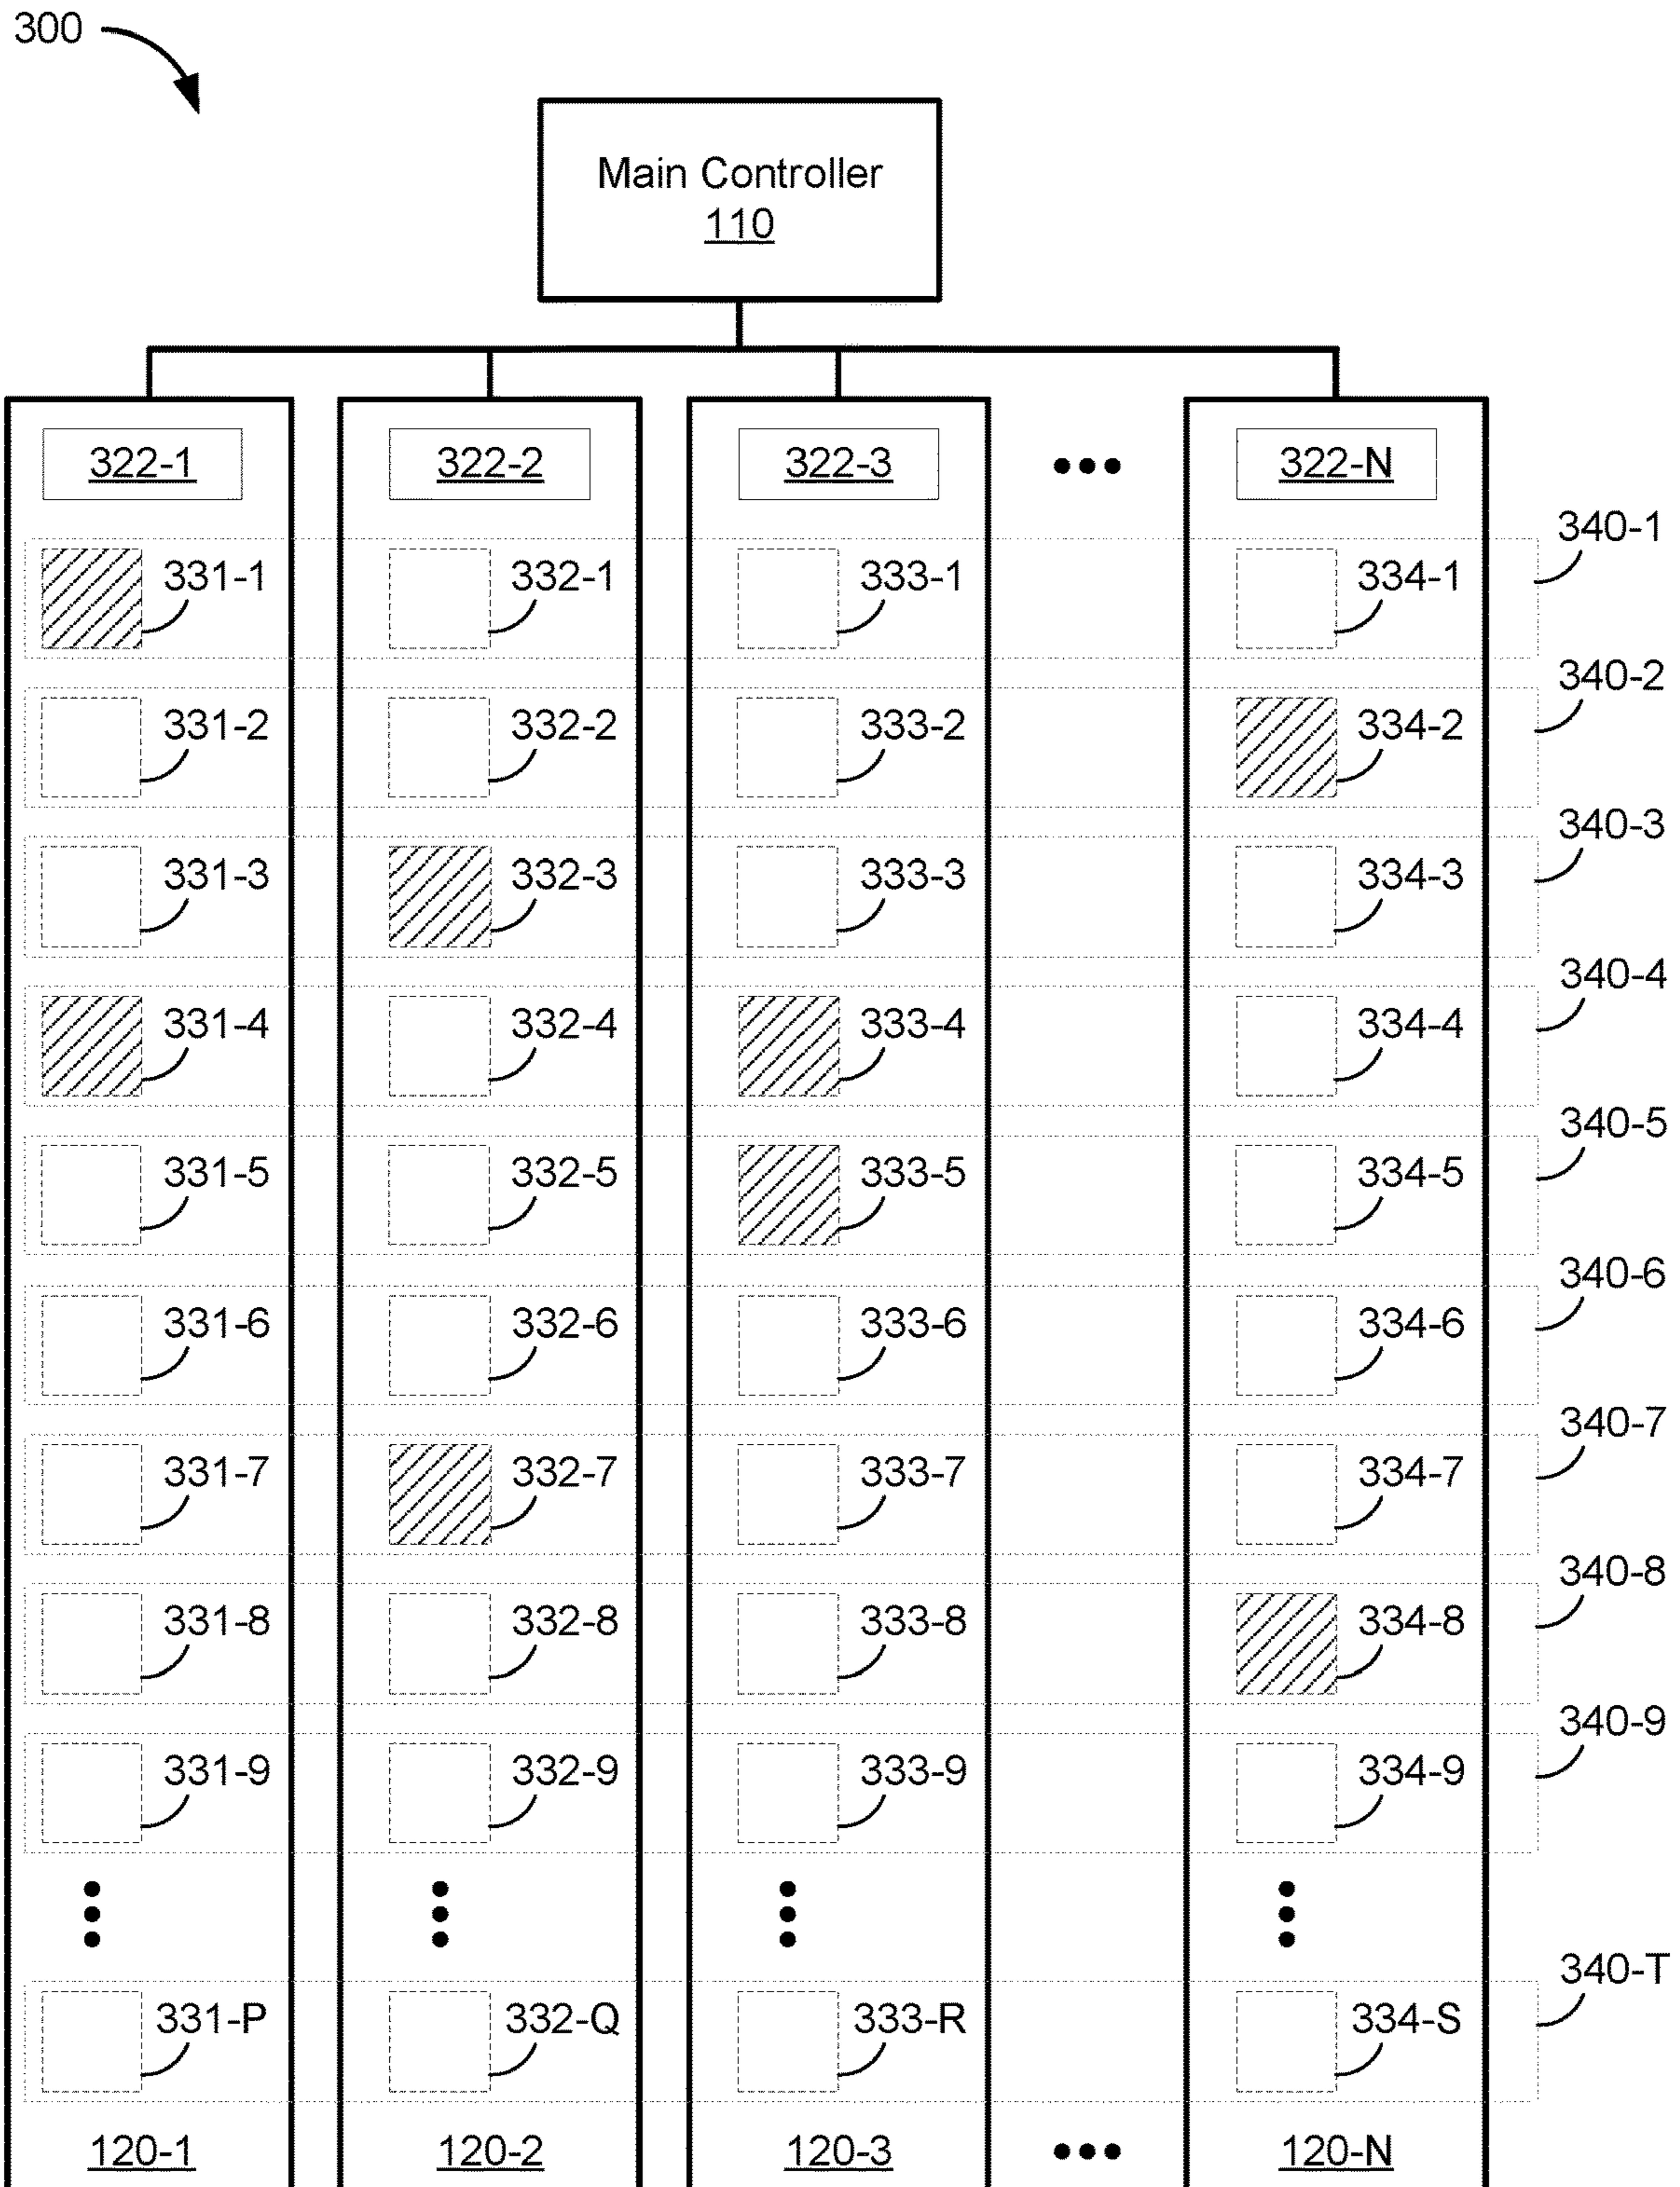 300
Main Controller
110
322-1 322-2 322-3 ••• 322-N
340-1
331-1 332-1 333-1 334-1
340-2
331-2 332-2 333-2 334-2
340-3
331-3 332-3 333-3 334-3
340-4
331-4 332-4 333-4 334-4
340-5
331-5 332-5 333-5 334-5
340-6
331-6 332-6 333-6 334-6
340-7
331-7 332-7 333-7 334-7
340-8
331-8 332-8 333-8 334-8
340-9
331-9 332-9 333-9 334-9
340-T
331-P 332-Q 333-R 334-S
120-1 120-2 120-3 ••• 120-N